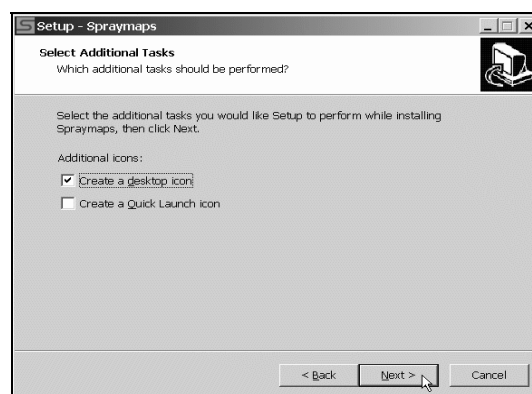 Setup - Spraymaps
Select Additional Tasks
Which additional tasks should be performed?
Select the additional tasks you would like Setup to perform while installing
Spraymaps, then click Next.
Additional icons:
Create a desktop icon
Create a Quick Launch icon
< Back Next > Cancel